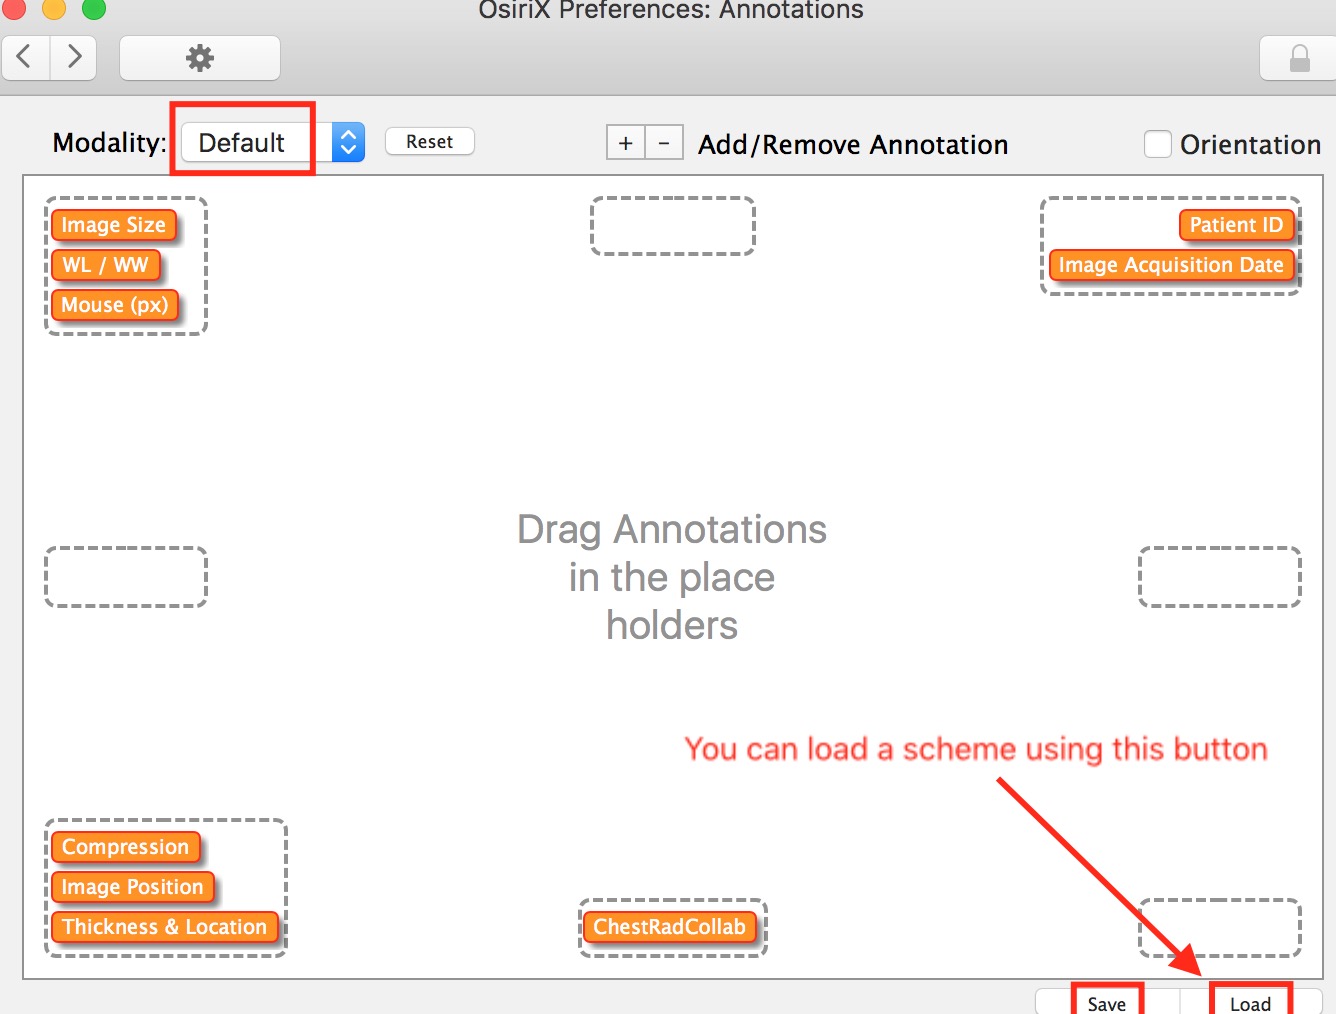 OsiriX Preferences: Annotations
Modality: Default Reset + - Add/Remove Annotation Orientation
Image Size
WL / WW
Mouse (px)
Patient ID
Image Acquisition Date
Drag Annotations
in the place
holders
You can load a scheme using this button
Compression
Image Position
Thickness & Location
ChestRadCollab
Save Load